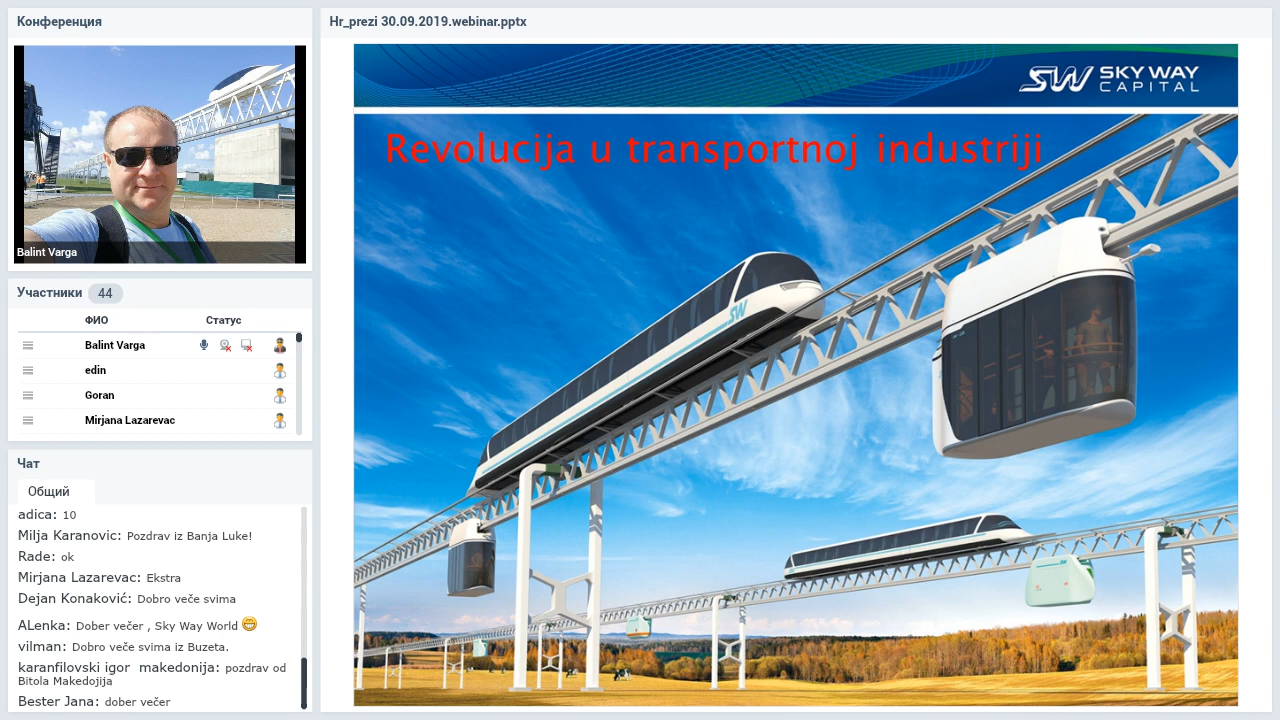 Конференция
Balint Varga
Участники 44
ФИО Статус
Balint Varga
edin
Goran
Mirjana Lazarevac
Чат
Общий
adica: 10
Milja Karanovic: Pozdrav iz Banja Luke!
Rade: ok
Mirjana Lazarevac: Ekstra
Dejan Konaković: Dobro veče svima
ALenka: Dober večer , Sky Way World
vilman: Dobro veče svima iz Buzeta.
karanfilovski igor makedonija: pozdrav od
Bitola Makedojija
Bester Jana: dober večer
Hr_prezi 30.09.2019.webinar.pptx
SW SKY WAY
CAPITAL
Revolucija u transportnoj industriji
SW